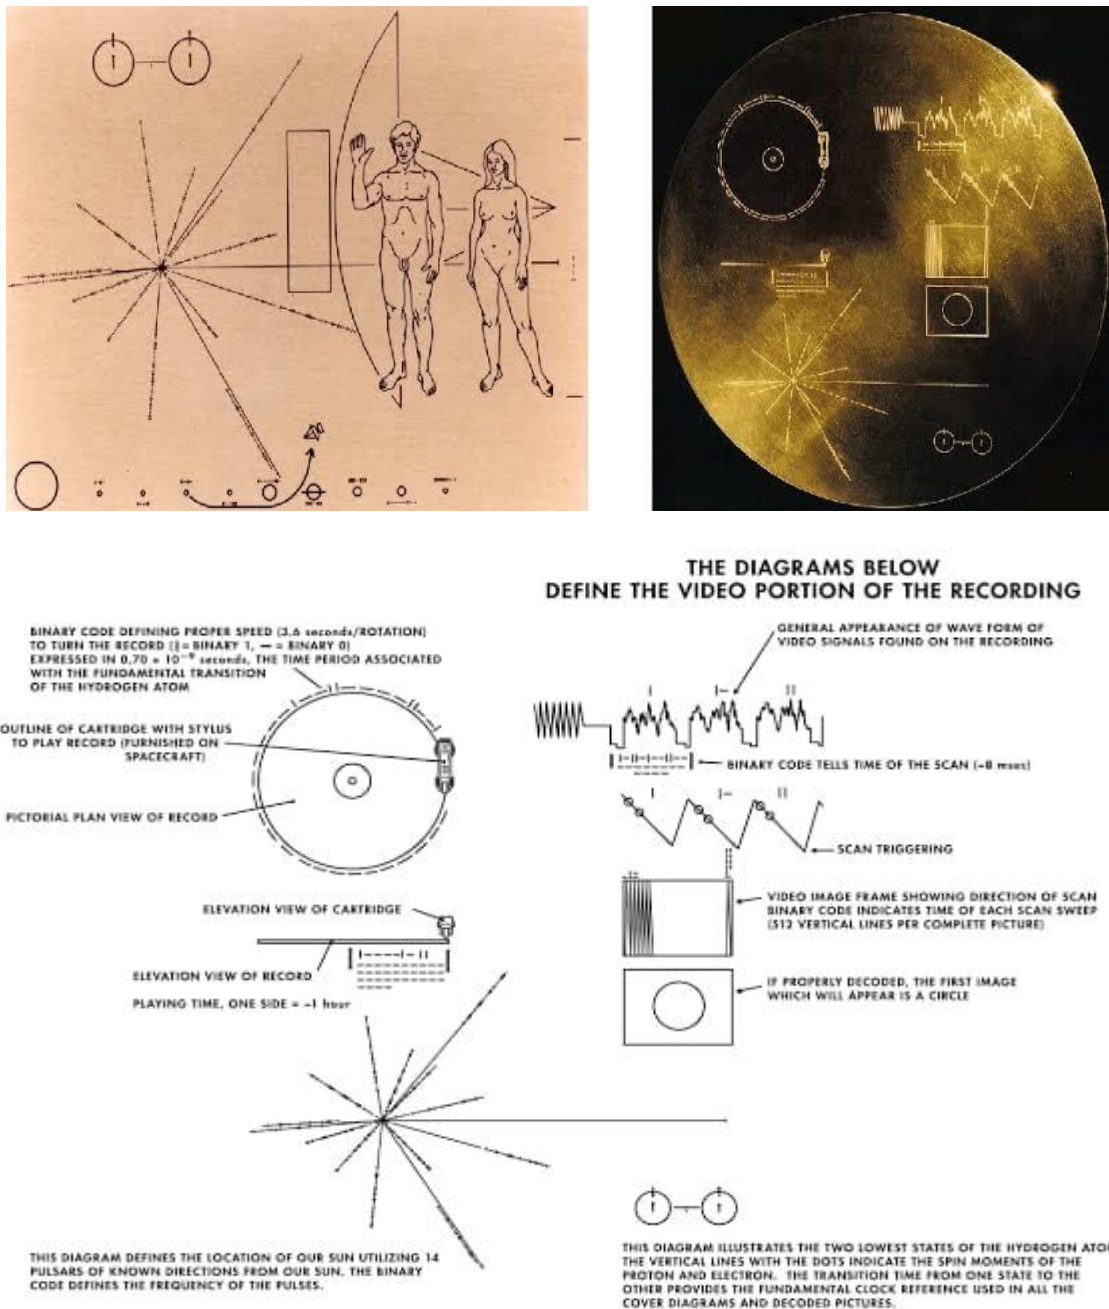 THE DIAGRAMS BELOW
DEFINE THE VIDEO PORTION OF THE RECORDING
BINARY CODE DEFINING PROPER SPEED (3.6 seconds/ROTATION)
TO TURN THE RECORD (|= BINARY 1, — = BINARY 0)
EXPRESSED IN 0,70 × 10⁻⁹ seconds, THE TIME PERIOD ASSOCIATED
WITH THE FUNDAMENTAL TRANSITION
OF THE HYDROGEN ATOM
OUTLINE OF CARTRIDGE WITH STYLUS
TO PLAY RECORD (FURNISHED ON
SPACECRAFT)
PICTORIAL PLAN VIEW OF RECORD
ELEVATION VIEW OF CARTRIDGE
ELEVATION VIEW OF RECORD
PLAYING TIME, ONE SIDE = ~1 hour
THIS DIAGRAM DEFINES THE LOCATION OF OUR SUN UTILIZING 14
PULSARS OF KNOWN DIRECTIONS FROM OUR SUN. THE BINARY
CODE DEFINES THE FREQUENCY OF THE PULSES.
GENERAL APPEARANCE OF WAVE FORM OF
VIDEO SIGNALS FOUND ON THE RECORDING
BINARY CODE TELLS TIME OF THE SCAN (~8 msec)
SCAN TRIGGERING
VIDEO IMAGE FRAME SHOWING DIRECTION OF SCAN
BINARY CODE INDICATES TIME OF EACH SCAN SWEEP
(512 VERTICAL LINES PER COMPLETE PICTURE)
IF PROPERLY DECODED, THE FIRST IMAGE
WHICH WILL APPEAR IS A CIRCLE
THIS DIAGRAM ILLUSTRATES THE TWO LOWEST STATES OF THE HYDROGEN ATO
THE VERTICAL LINES WITH THE DOTS INDICATE THE SPIN MOMENTS OF THE
PROTON AND ELECTRON. THE TRANSITION TIME FROM ONE STATE TO THE
OTHER PROVIDES THE FUNDAMENTAL CLOCK REFERENCE USED IN ALL THE
COVER DIAGRAMS AND DECODED PICTURES.